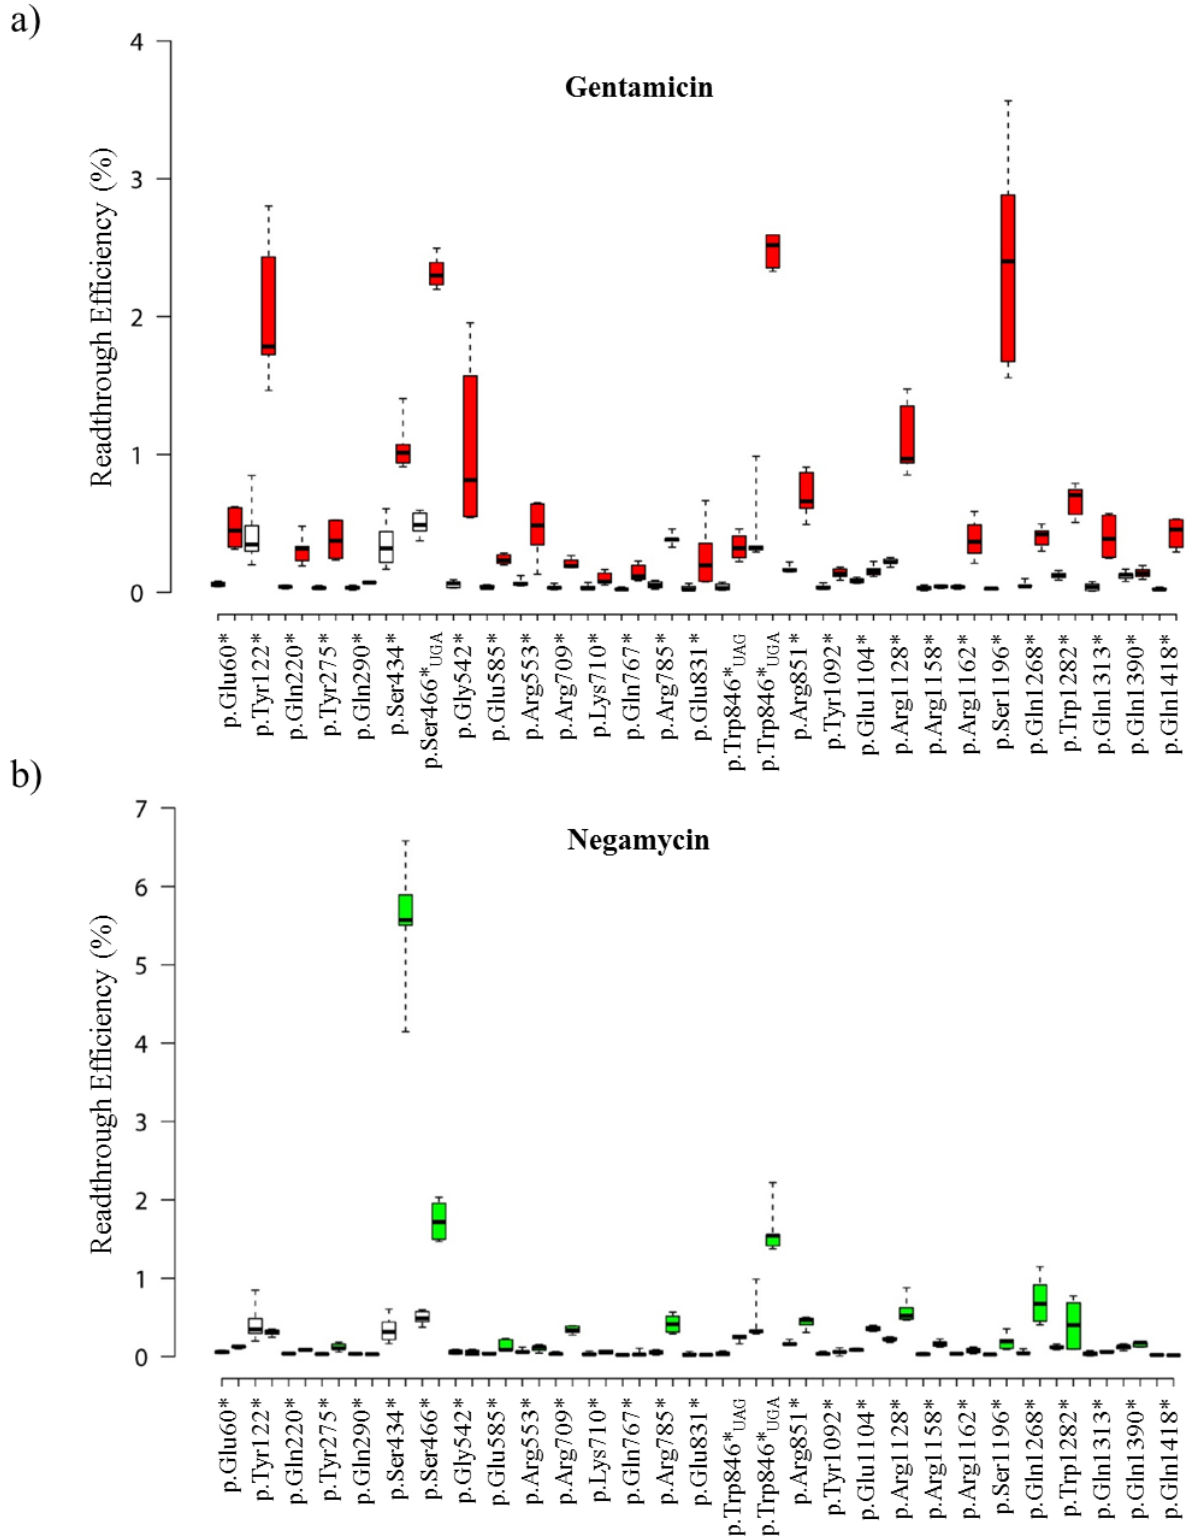 a)
Gentamicin
Readthrough Efficiency (%)
4
3
2
1
0
p.Glu60*
p.Tyr122*
p.Gln220*
p.Tyr275*
p.Gln290*
p.Ser434*
p.Ser466*UGA
p.Gly542*
p.Glu585*
p.Arg553*
p.Arg709*
p.Lys710*
p.Gln767*
p.Arg785*
p.Glu831*
p.Trp846*UAG
p.Trp846*UGA
p.Arg851*
p.Tyr1092*
p.Glu1104*
p.Arg1128*
p.Arg1158*
p.Arg1162*
p.Ser1196*
p.Gln1268*
p.Trp1282*
p.Gln1313*
p.Gln1390*
p.Gln1418*
b)
Negamycin
Readthrough Efficiency (%)
7
6
5
4
3
2
1
0
p.Glu60*
p.Tyr122*
p.Gln220*
p.Tyr275*
p.Gln290*
p.Ser434*
p.Ser466*
p.Gly542*
p.Glu585*
p.Arg553*
p.Arg709*
p.Lys710*
p.Gln767*
p.Arg785*
p.Glu831*
p.Trp846*UAG
p.Trp846*UGA
p.Arg851*
p.Tyr1092*
p.Glu1104*
p.Arg1128*
p.Arg1158*
p.Arg1162*
p.Ser1196*
p.Gln1268*
p.Trp1282*
p.Gln1313*
p.Gln1390*
p.Gln1418*